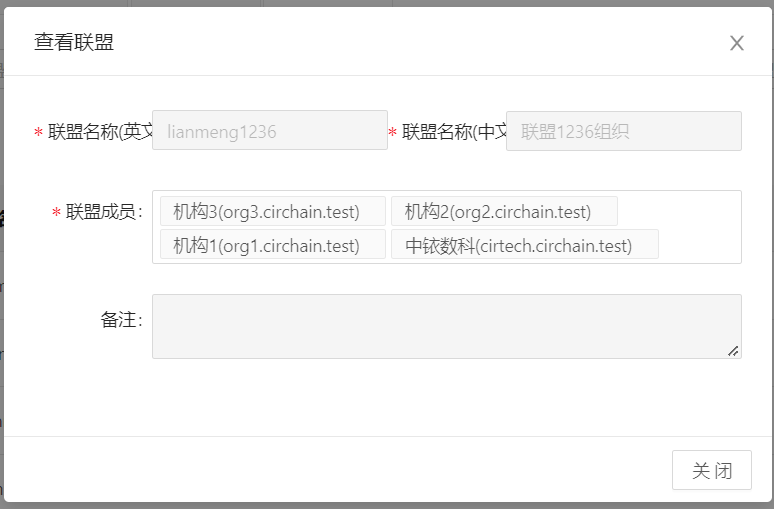 查看联盟
* 联盟名称(英文 lianmeng1236 * 联盟名称(中文 联盟1236组织
* 联盟成员: 机构3(org3.circhain.test) 机构2(org2.circhain.test)
机构1(org1.circhain.test) 中铱数科(cirtech.circhain.test)
备注:
关 闭